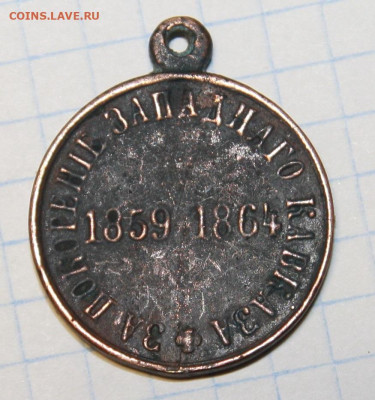 COINS.LAVE.RU
ЗА ПОКОРЕНІЕ ЗАПАДНАГО КАВКАЗА
1859-1864